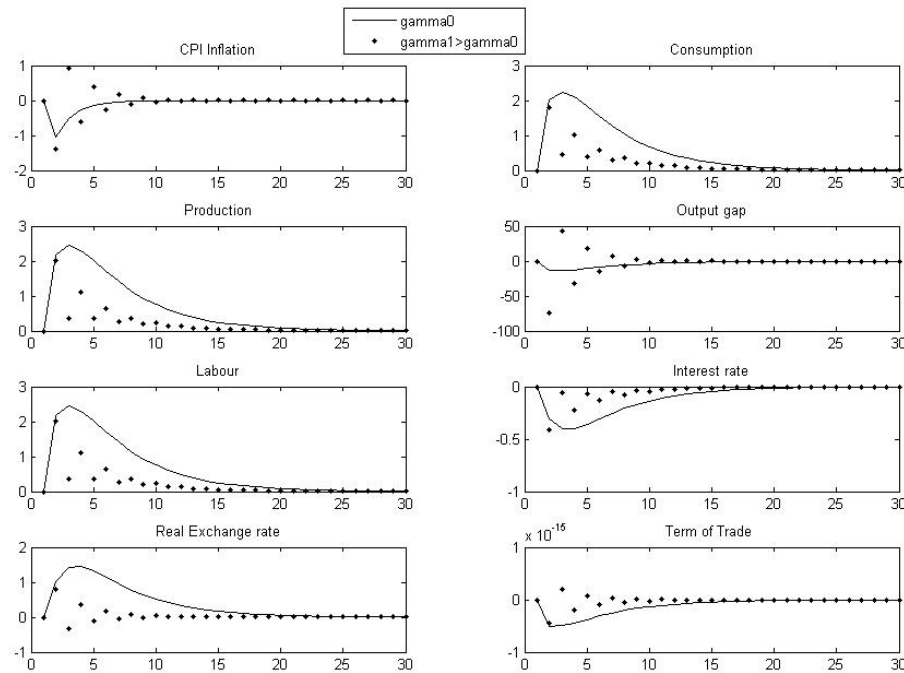 gamma0
gamma1>gamma0
CPI Inflation
1
0
-1
-2
0 5 10 15 20 25 30
Consumption
3
2
1
0
0 5 10 15 20 25 30
Production
3
2
1
0
0 5 10 15 20 25 30
Output gap
50
0
-50
-100
0 5 10 15 20 25 30
Labour
3
2
1
0
0 5 10 15 20 25 30
Interest rate
0
-0.5
-1
0 5 10 15 20 25 30
Real Exchange rate
2
1
0
-1
0 5 10 15 20 25 30
x 10^-15
Term of Trade
1
0
-1
0 5 10 15 20 25 30